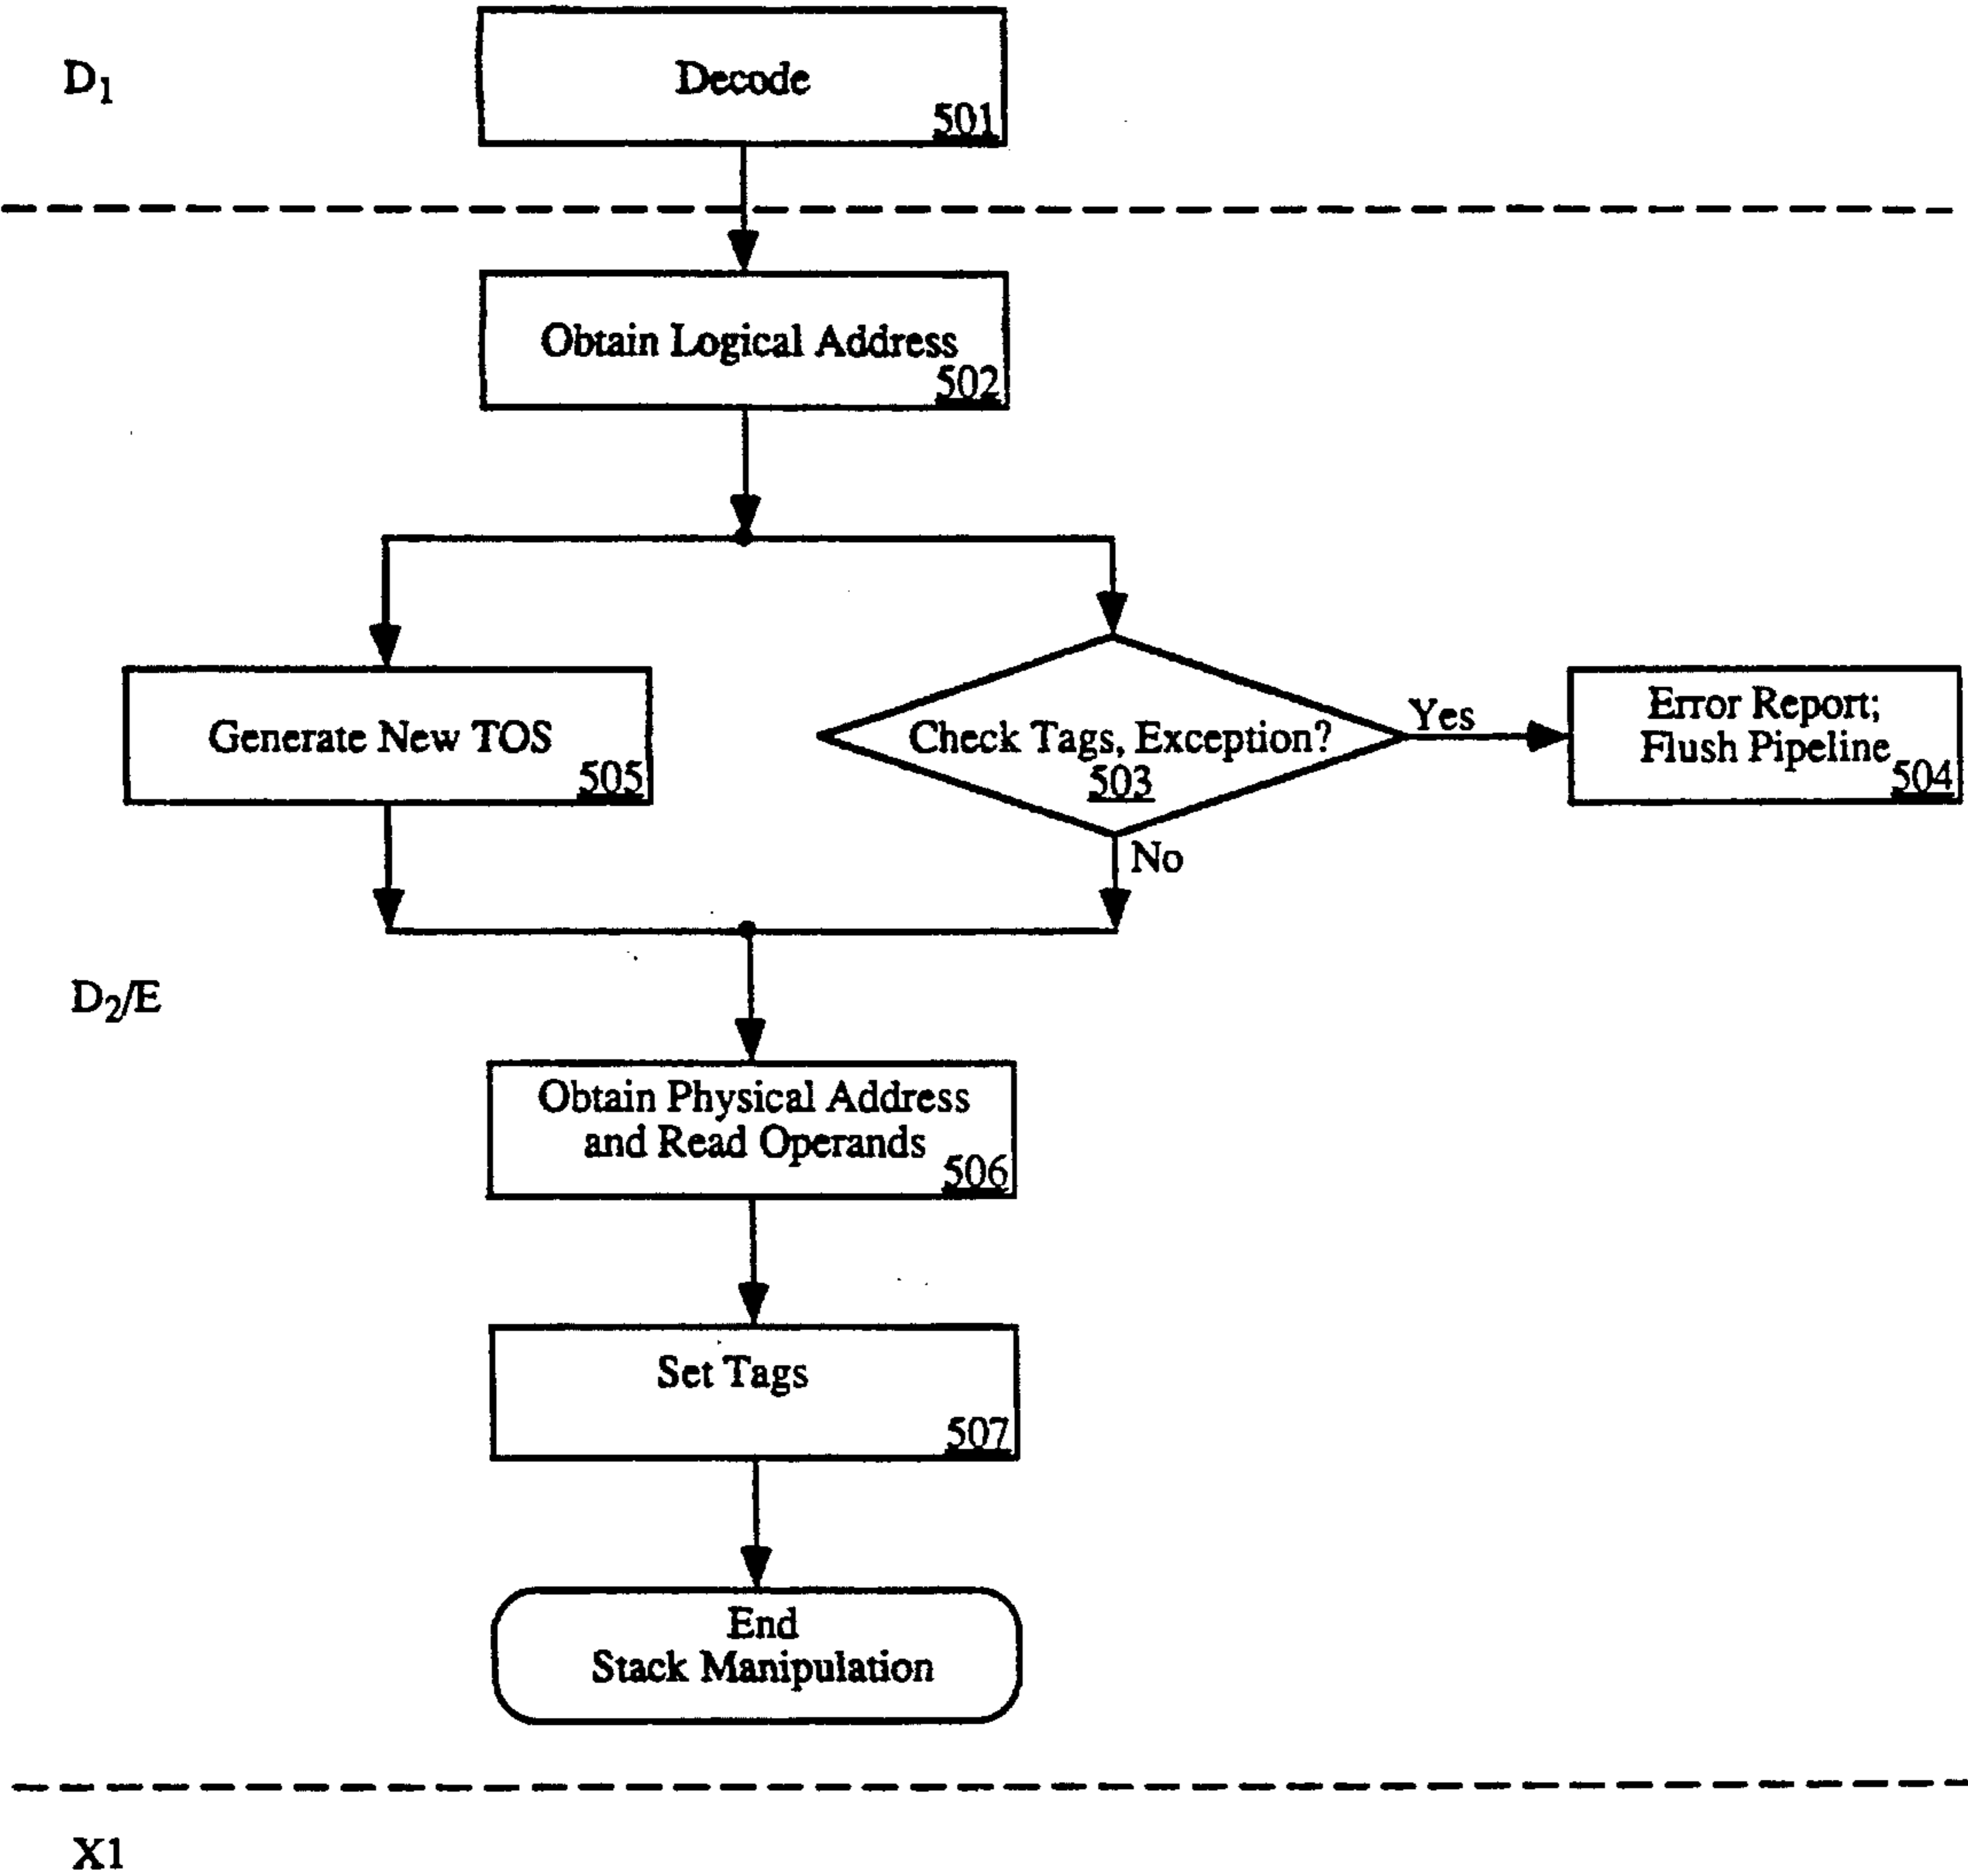 D1
Decode
501
Obtain Logical Address
502
Generate New TOS
505
Check Tags, Exception?
503
Yes
Error Report;
Flush Pipeline
504
No
D2/E
Obtain Physical Address
and Read Operands
506
Set Tags
507
End
Stack Manipulation
X1